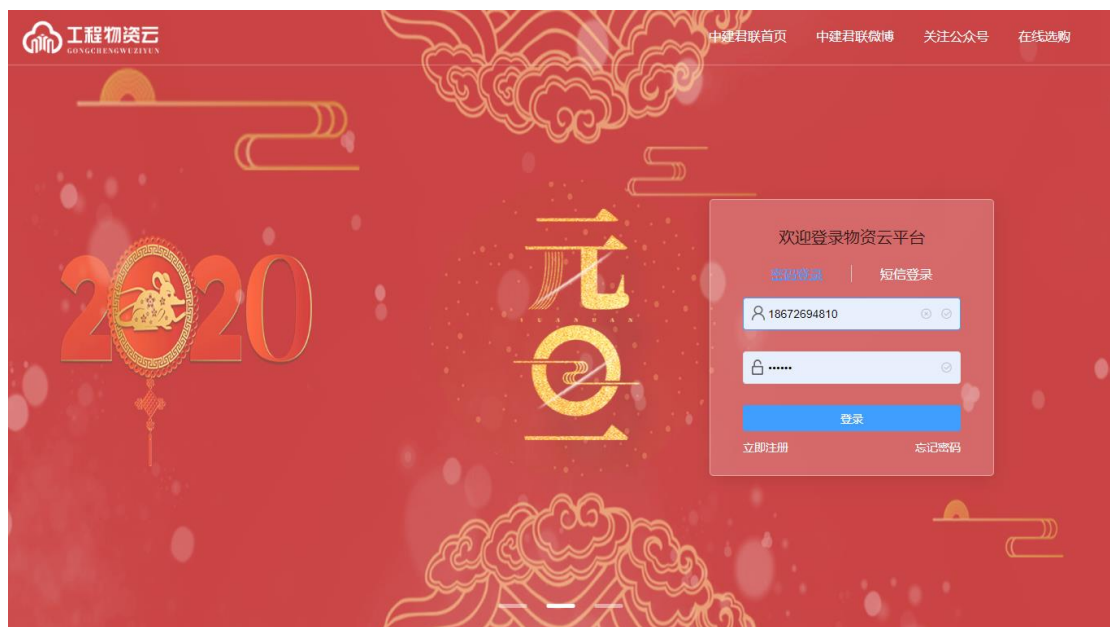 工程物资云
GONGCHENGWUZIYUN
中建君联首页 中建君联微博 关注公众号 在线选购
2020
元旦
YUANDAN
欢迎登录物资云平台
密码登录 短信登录
18672694810
••••••
登录
立即注册 忘记密码